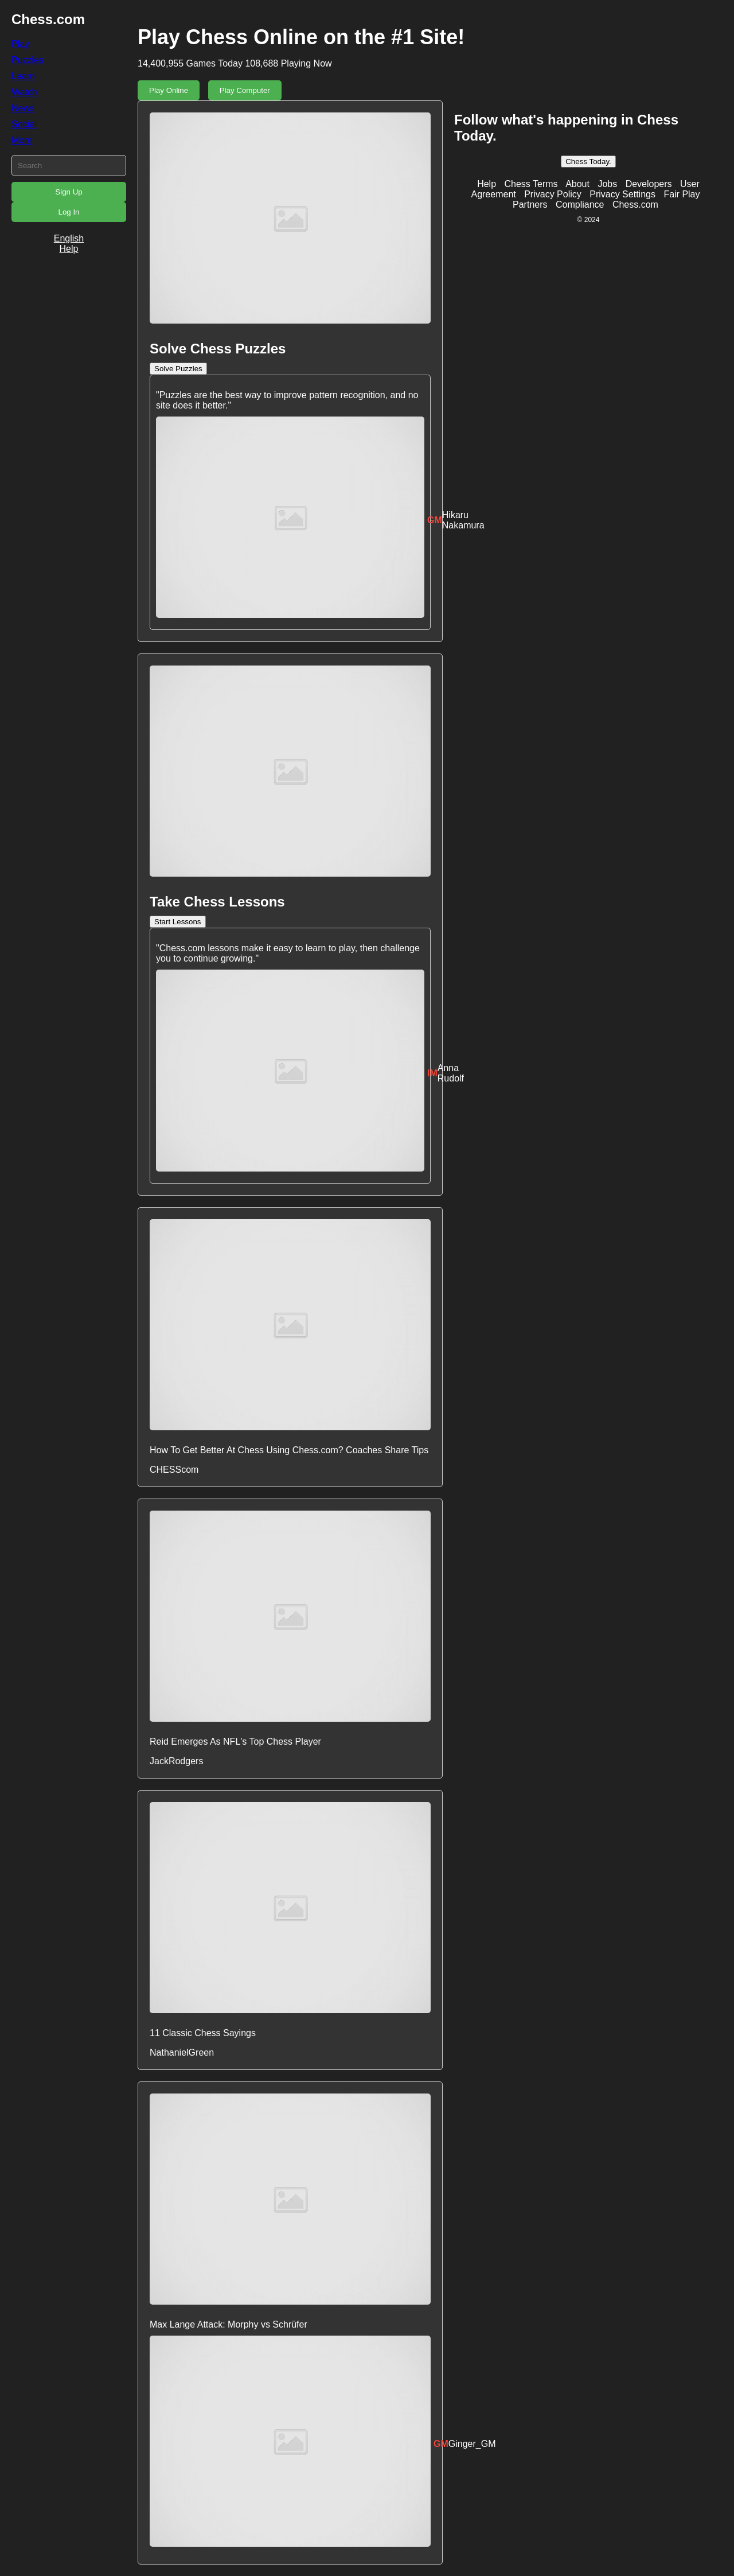 Chess.com
Play
Puzzles
Learn
Watch
News
Social
More
Search
Sign Up
Log In
English
Help
Play Chess Online on the #1 Site!
14,400,955 Games Today 108,688 Playing Now
Play Online
Play Computer
Solve Chess Puzzles
Solve Puzzles
"Puzzles are the best way to improve pattern recognition, and no
site does it better."
GM
Hikaru
Nakamura
Take Chess Lessons
Start Lessons
"Chess.com lessons make it easy to learn to play, then challenge
you to continue growing."
IM
Anna
Rudolf
How To Get Better At Chess Using Chess.com? Coaches Share Tips
CHESScom
Reid Emerges As NFL's Top Chess Player
JackRodgers
11 Classic Chess Sayings
NathanielGreen
Max Lange Attack: Morphy vs Schrüfer
GM Ginger_GM
Follow what's happening in Chess
Today.
Chess Today.
Help Chess Terms About Jobs Developers User
Agreement Privacy Policy Privacy Settings Fair Play
Partners Compliance Chess.com
© 2024